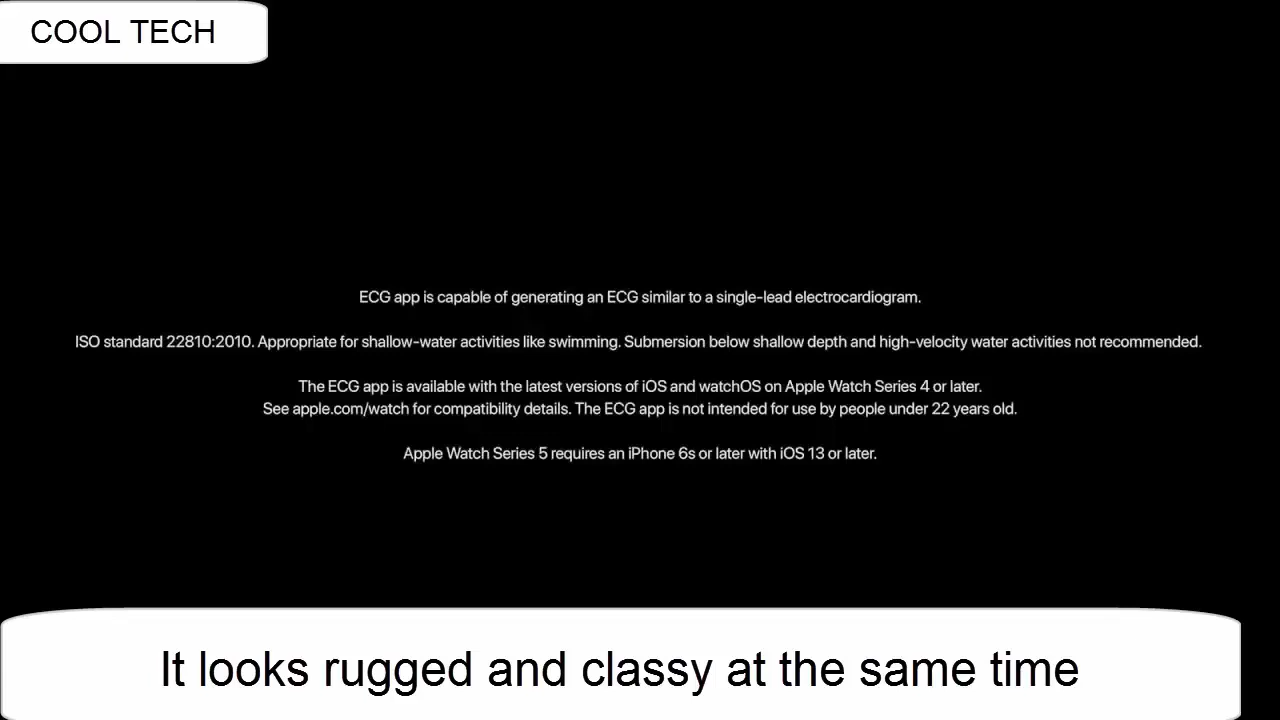 COOL TECH
ECG app is capable of generating an ECG similar to a single-lead electrocardiogram.
ISO standard 22810:2010. Appropriate for shallow-water activities like swimming. Submersion below shallow depth and high-velocity water activities not recommended.
The ECG app is available with the latest versions of iOS and watchOS on Apple Watch Series 4 or later.
See apple.com/watch for compatibility details. The ECG app is not intended for use by people under 22 years old.
Apple Watch Series 5 requires an iPhone 6s or later with iOS 13 or later.
It looks rugged and classy at the same time